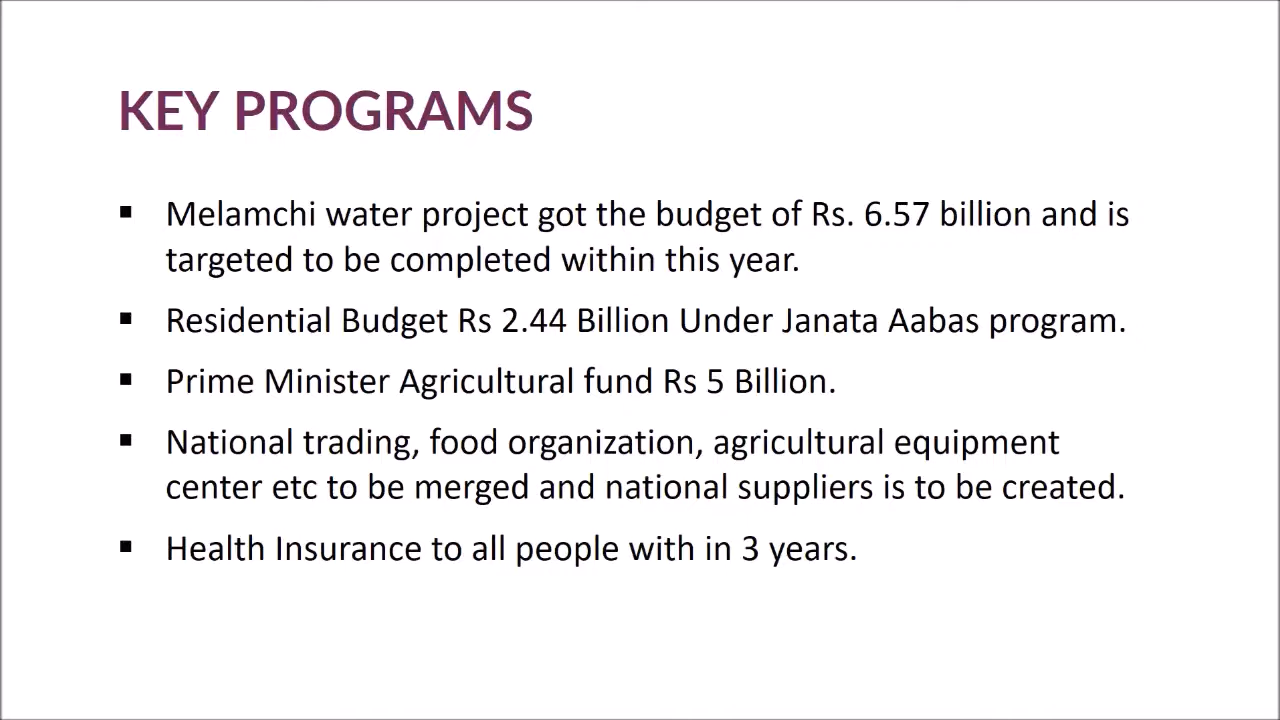 KEY PROGRAMS
▪ Melamchi water project got the budget of Rs. 6.57 billion and is
targeted to be completed within this year.
▪ Residential Budget Rs 2.44 Billion Under Janata Aabas program.
▪ Prime Minister Agricultural fund Rs 5 Billion.
▪ National trading, food organization, agricultural equipment
center etc to be merged and national suppliers is to be created.
▪ Health Insurance to all people with in 3 years.